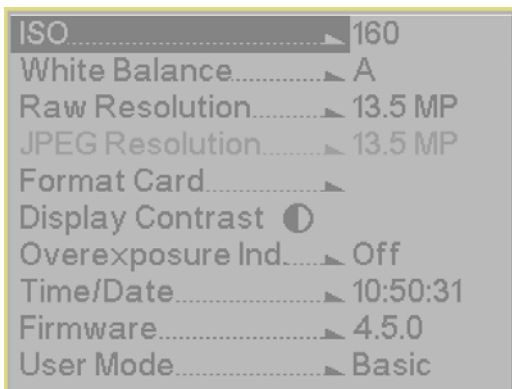 ISO 160
White Balance A
Raw Resolution 13.5 MP
JPEG Resolution 13.5 MP
Format Card
Display Contrast
Overexposure Ind. Off
Time/Date 10:50:31
Firmware 4.5.0
User Mode Basic